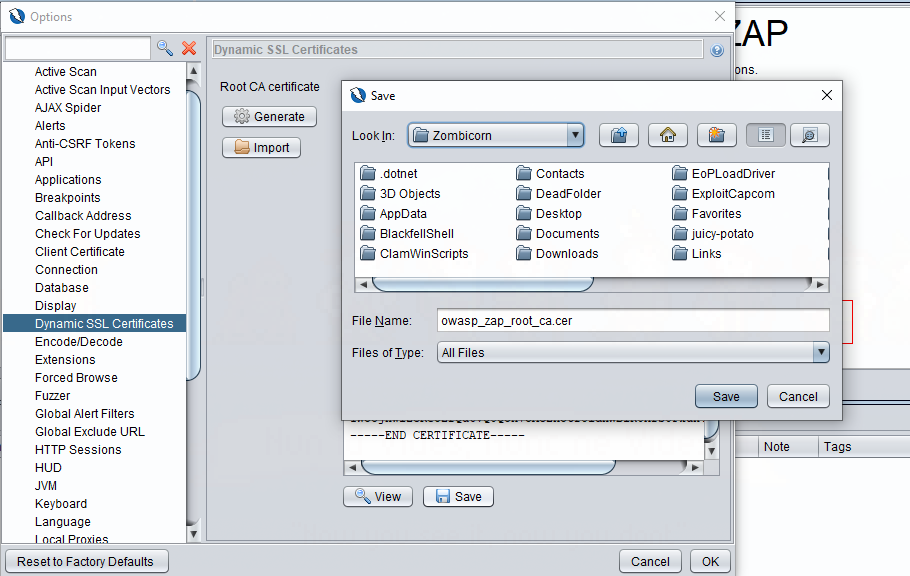 Options
Dynamic SSL Certificates
Active Scan
Active Scan Input Vectors
AJAX Spider
Alerts
Anti-CSRF Tokens
API
Applications
Breakpoints
Callback Address
Check For Updates
Client Certificate
Connection
Database
Display
Dynamic SSL Certificates
Encode/Decode
Extensions
Forced Browse
Fuzzer
Global Alert Filters
Global Exclude URL
HTTP Sessions
HUD
JVM
Keyboard
Language
Local Proxies
Root CA certificate
Generate
Import
Save
Look In:
Zombicorn
.dotnet
3D Objects
AppData
BlackfellShell
ClamWinScripts
Contacts
DeadFolder
Desktop
Documents
Downloads
EoPLoadDriver
ExploitCapcom
Favorites
juicy-potato
Links
File Name:
owasp_zap_root_ca.cer
Files of Type:
All Files
Save
Cancel
-----END CERTIFICATE-----
View
Save
Reset to Factory Defaults
Cancel
OK
ZAP
ons.
Note
Tags